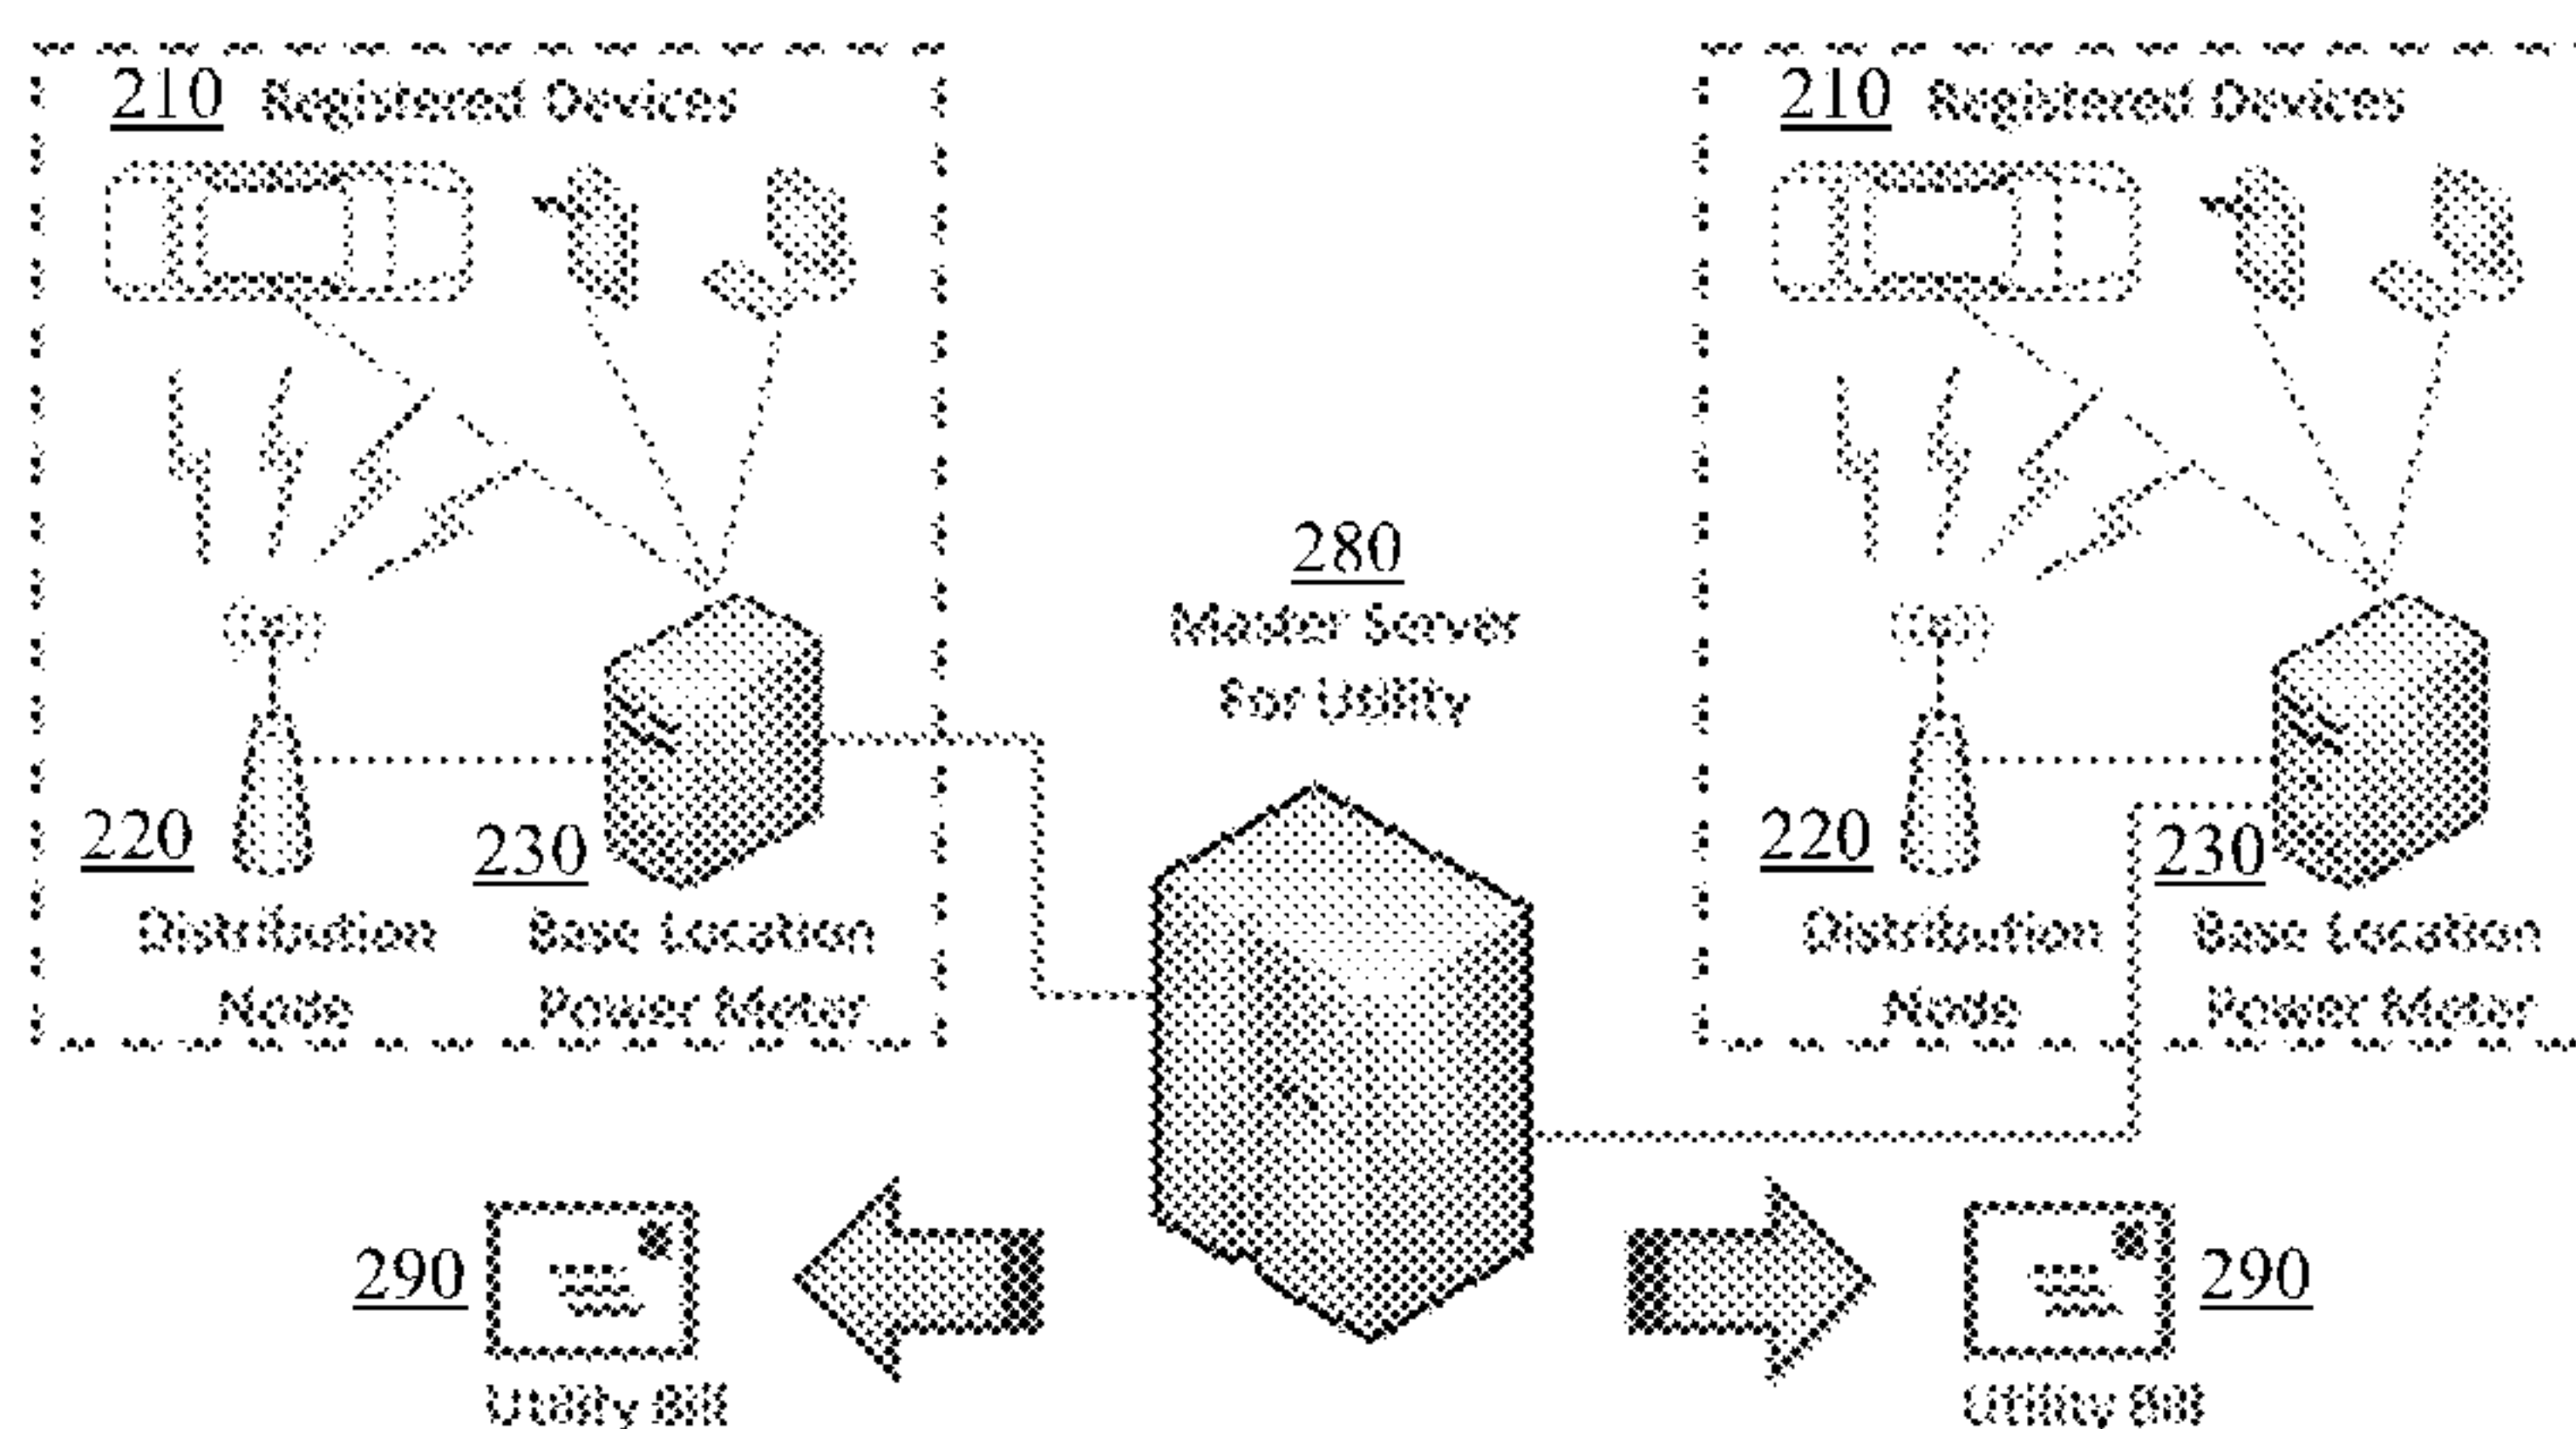 210 Registered Devices
220
Distribution
Node
230
Base Location
Power Meter
280
Master Server
For Utility
210 Registered Devices
220
Distribution
Node
230
Base Location
Power Meter
290
Utility Bill
290
Utility Bill